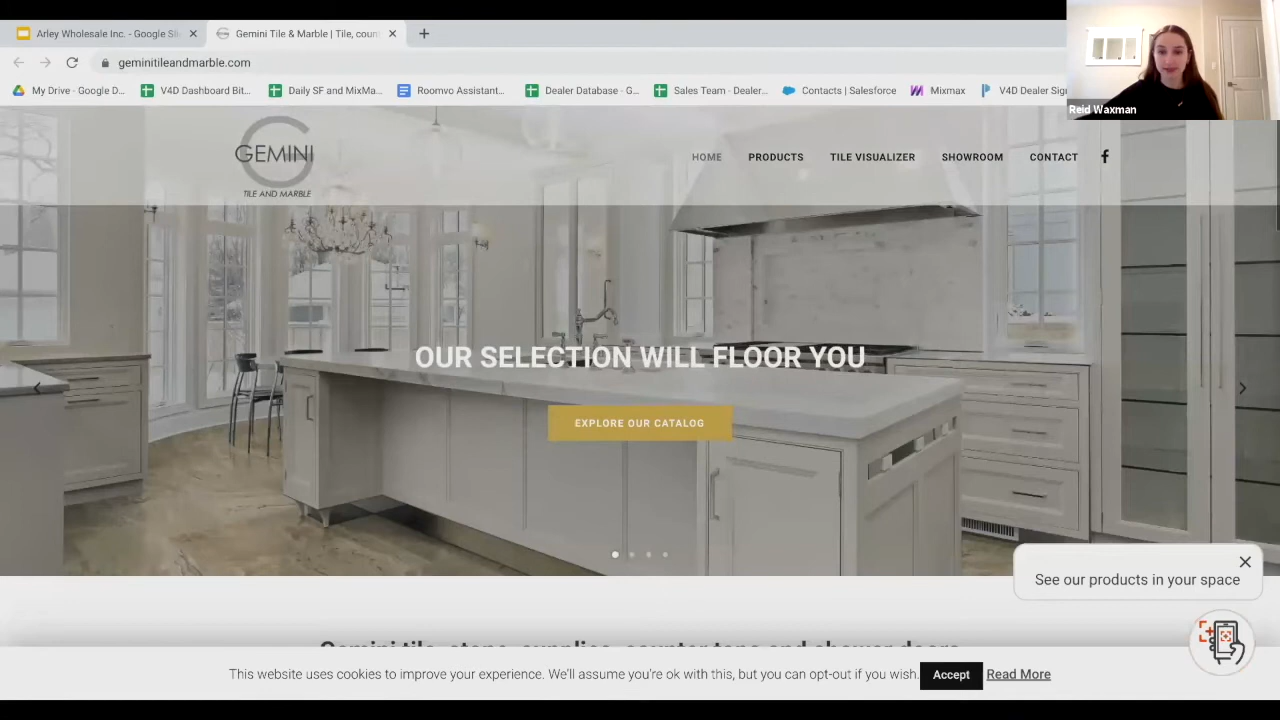 Arley Wholesale Inc. - Google Sli
Gemini Tile & Marble | Tile, coun
geminitileandmarble.com
My Drive - Google D...
V4D Dashboard Bit...
Daily SF and MixMa...
Roomvo Assistant...
Dealer Database - G...
Sales Team - Dealer...
Contacts | Salesforce
Mixmax
V4D Dealer Sig
Reid Waxman
GEMINI
TILE AND MARBLE
HOME
PRODUCTS
TILE VISUALIZER
SHOWROOM
CONTACT
OUR SELECTION WILL FLOOR YOU
EXPLORE OUR CATALOG
See our products in your space
Gemini tile, stone, supplies, counter tops and shower doors
This website uses cookies to improve your experience. We'll assume you're ok with this, but you can opt-out if you wish.
Accept
Read More